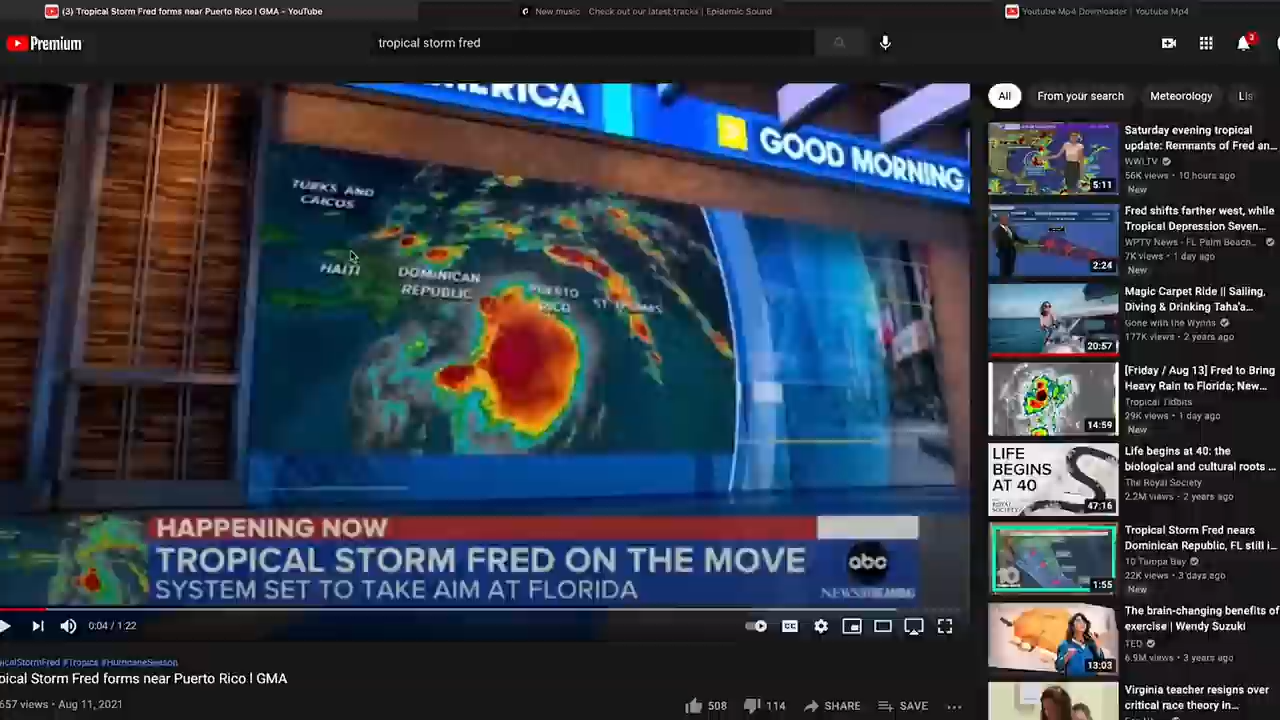 (3) Tropical Storm Fred forms near Puerto Rico l GMA - YouTube
New music Check out our latest tracks | Epidemic Sound
Youtube Mp4 Downloader | Youtube Mp4
Premium
tropical storm fred
3
AMERICA
GOOD MORNING
TURKS AND
CAICOS
HAITI
DOMINICAN
REPUBLIC
PUERTO
RICO
ST THOMAS
HAPPENING NOW
TROPICAL STORM FRED ON THE MOVE
SYSTEM SET TO TAKE AIM AT FLORIDA
abc
NEWS STREAMING
0:04 / 1:22
CC
icalStormFred #Tropics #HurricaneSeason
pical Storm Fred forms near Puerto Rico l GMA
657 views • Aug 11, 2021
508
114
SHARE
SAVE
All
From your search
Meteorology
Lis
Saturday evening tropical
update: Remnants of Fred an...
WWLTV
56K views • 10 hours ago
New
5:11
Fred shifts farther west, while
Tropical Depression Seven...
WPTV News - FL Palm Beach...
7K views • 1 day ago
New
2:24
Magic Carpet Ride || Sailing,
Diving & Drinking Taha'a...
Gone with the Wynns
177K views • 2 years ago
20:57
[Friday / Aug 13] Fred to Bring
Heavy Rain to Florida; New...
Tropical Tidbits
29K views • 1 day ago
New
14:59
LIFE
BEGINS
AT 40
THE
ROYAL
SOCIETY
47:16
Life begins at 40: the
biological and cultural roots ...
The Royal Society
2.2M views • 2 years ago
Tropical Storm Fred nears
Dominican Republic, FL still i...
10 Tampa Bay
22K views • 3 days ago
New
10
1:55
The brain-changing benefits of
exercise | Wendy Suzuki
TED
6.9M views • 3 years ago
13:03
Virginia teacher resigns over
critical race theory in...